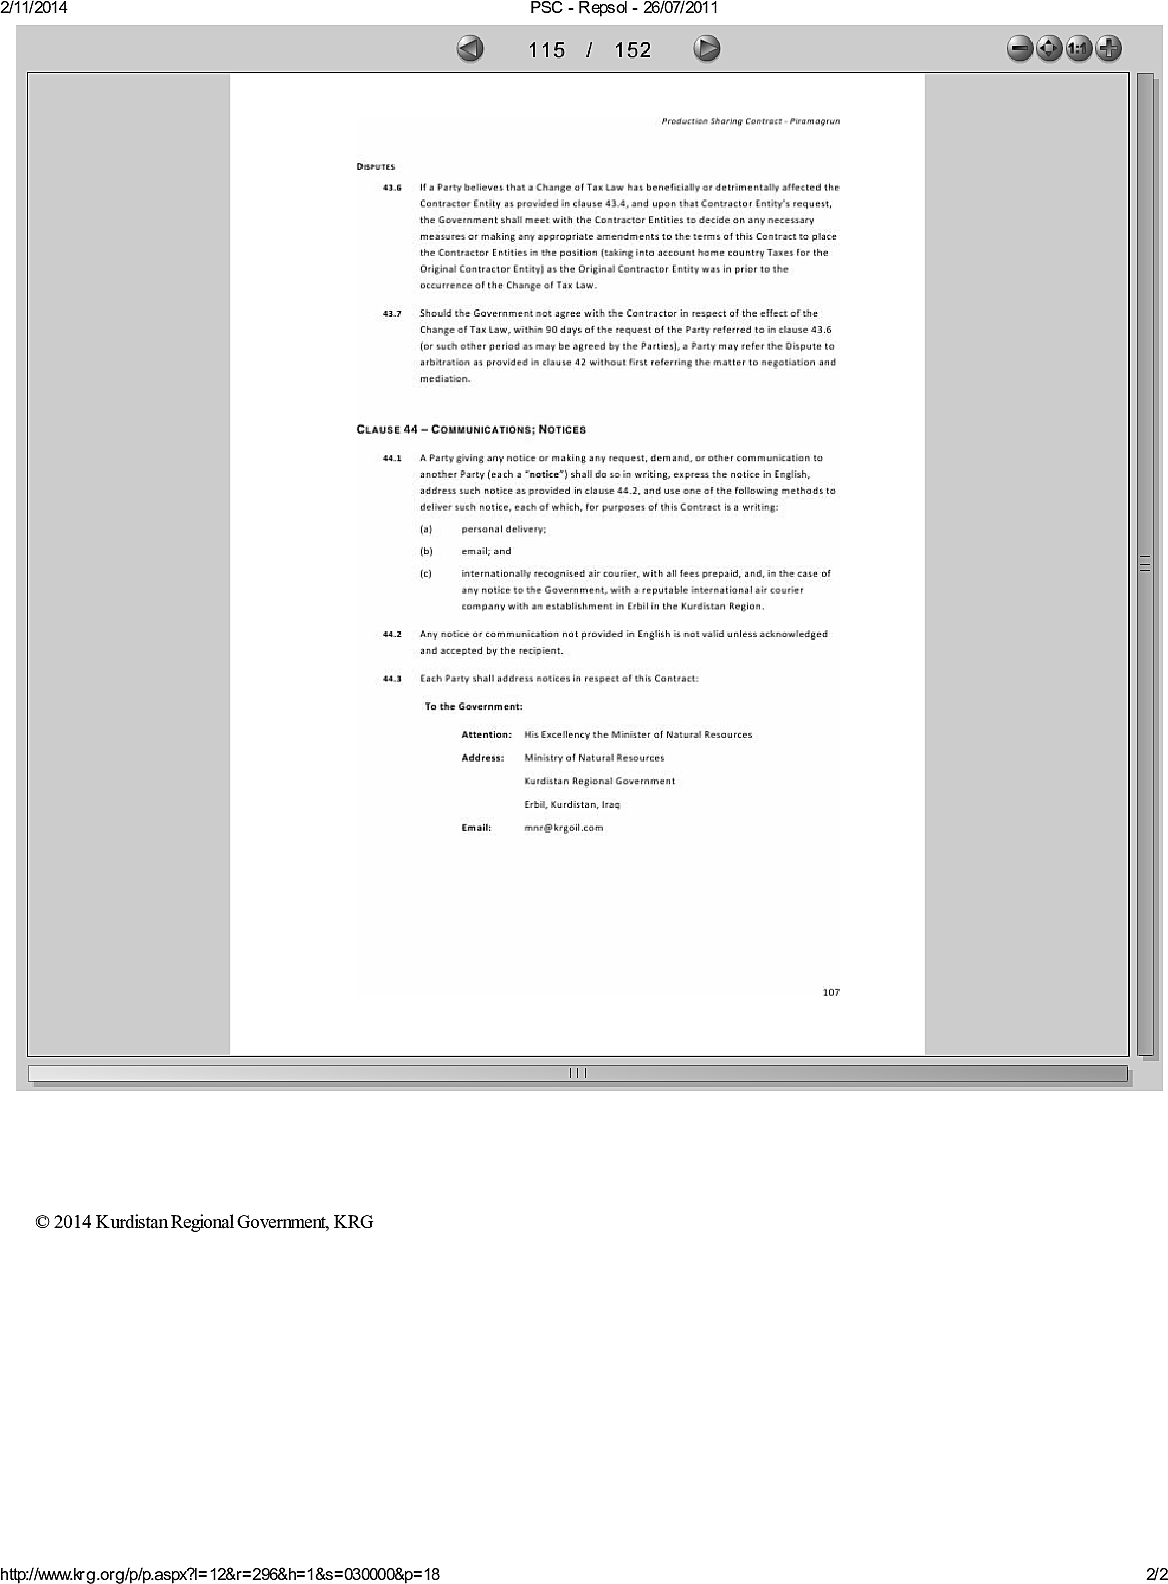 2/11/2014 PSC - Repsol - 26/07/2011
115 / 152
1:1
Production Sharing Contract - Piramagrun
DISPUTES
43.6 If a Party believes that a Change of Tax Law has beneficially or detrimentally affected the
Contractor Entity as provided in clause 43.4, and upon that Contractor Entity's request,
the Government shall meet with the Contractor Entities to decide on any necessary
measures or making any appropriate amendments to the terms of this Contract to place
the Contractor Entities in the position (taking into account home country Taxes for the
Original Contractor Entity) as the Original Contractor Entity was in prior to the
occurrence of the Change of Tax Law.
43.7 Should the Government not agree with the Contractor in respect of the effect of the
Change of Tax Law, within 90 days of the request of the Party referred to in clause 43.6
(or such other period as may be agreed by the Parties), a Party may refer the Dispute to
arbitration as provided in clause 42 without first referring the matter to negotiation and
mediation.
CLAUSE 44 – COMMUNICATIONS; NOTICES
44.1 A Party giving any notice or making any request, demand, or other communication to
another Party (each a "notice") shall do so in writing, express the notice in English,
address such notice as provided in clause 44.2, and use one of the following methods to
deliver such notice, each of which, for purposes of this Contract is a writing:
(a) personal delivery;
(b) email; and
(c) internationally recognised air courier, with all fees prepaid, and, in the case of
any notice to the Government, with a reputable international air courier
company with an establishment in Erbil in the Kurdistan Region.
44.2 Any notice or communication not provided in English is not valid unless acknowledged
and accepted by the recipient.
44.3 Each Party shall address notices in respect of this Contract:
To the Government:
Attention: His Excellency the Minister of Natural Resources
Address: Ministry of Natural Resources
Kurdistan Regional Government
Erbil, Kurdistan, Iraq
Email: mnr@krgoil.com
107
© 2014 Kurdistan Regional Government, KRG
http://www.krg.org/p/p.aspx?l=12&r=296&h=1&s=030000&p=18 2/2